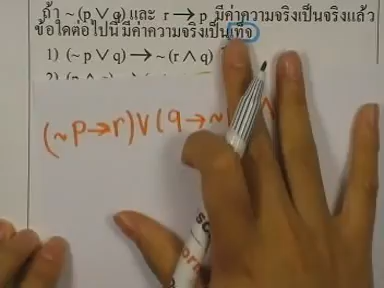 ถ้า ~(p ∨ q) และ r → p มีค่าความจริงเป็นจริงแล้ว
ข้อใดต่อไปนี้ มีค่าความจริงเป็นเท็จ
1) (~p ∨ q) → ~(r ∧ q)
(~p→r)∨(q→~